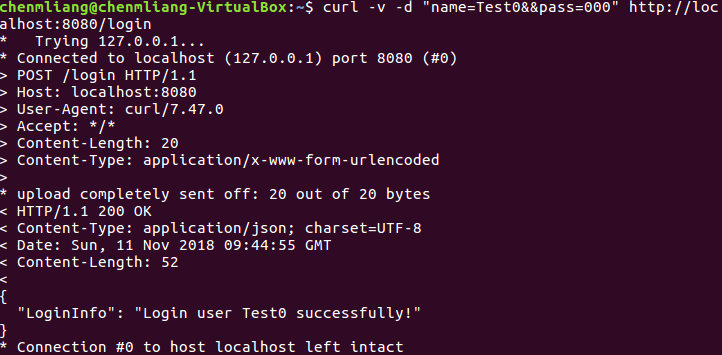 chenmliang@chenmliang-VirtualBox:~$ curl -v -d "name=Test0&&pass=000" http://loc
alhost:8080/login
*   Trying 127.0.0.1...
* Connected to localhost (127.0.0.1) port 8080 (#0)
> POST /login HTTP/1.1
> Host: localhost:8080
> User-Agent: curl/7.47.0
> Accept: */*
> Content-Length: 20
> Content-Type: application/x-www-form-urlencoded
>
* upload completely sent off: 20 out of 20 bytes
< HTTP/1.1 200 OK
< Content-Type: application/json; charset=UTF-8
< Date: Sun, 11 Nov 2018 09:44:55 GMT
< Content-Length: 52
<
{
  "LoginInfo": "Login user Test0 successfully!"
}
* Connection #0 to host localhost left intact